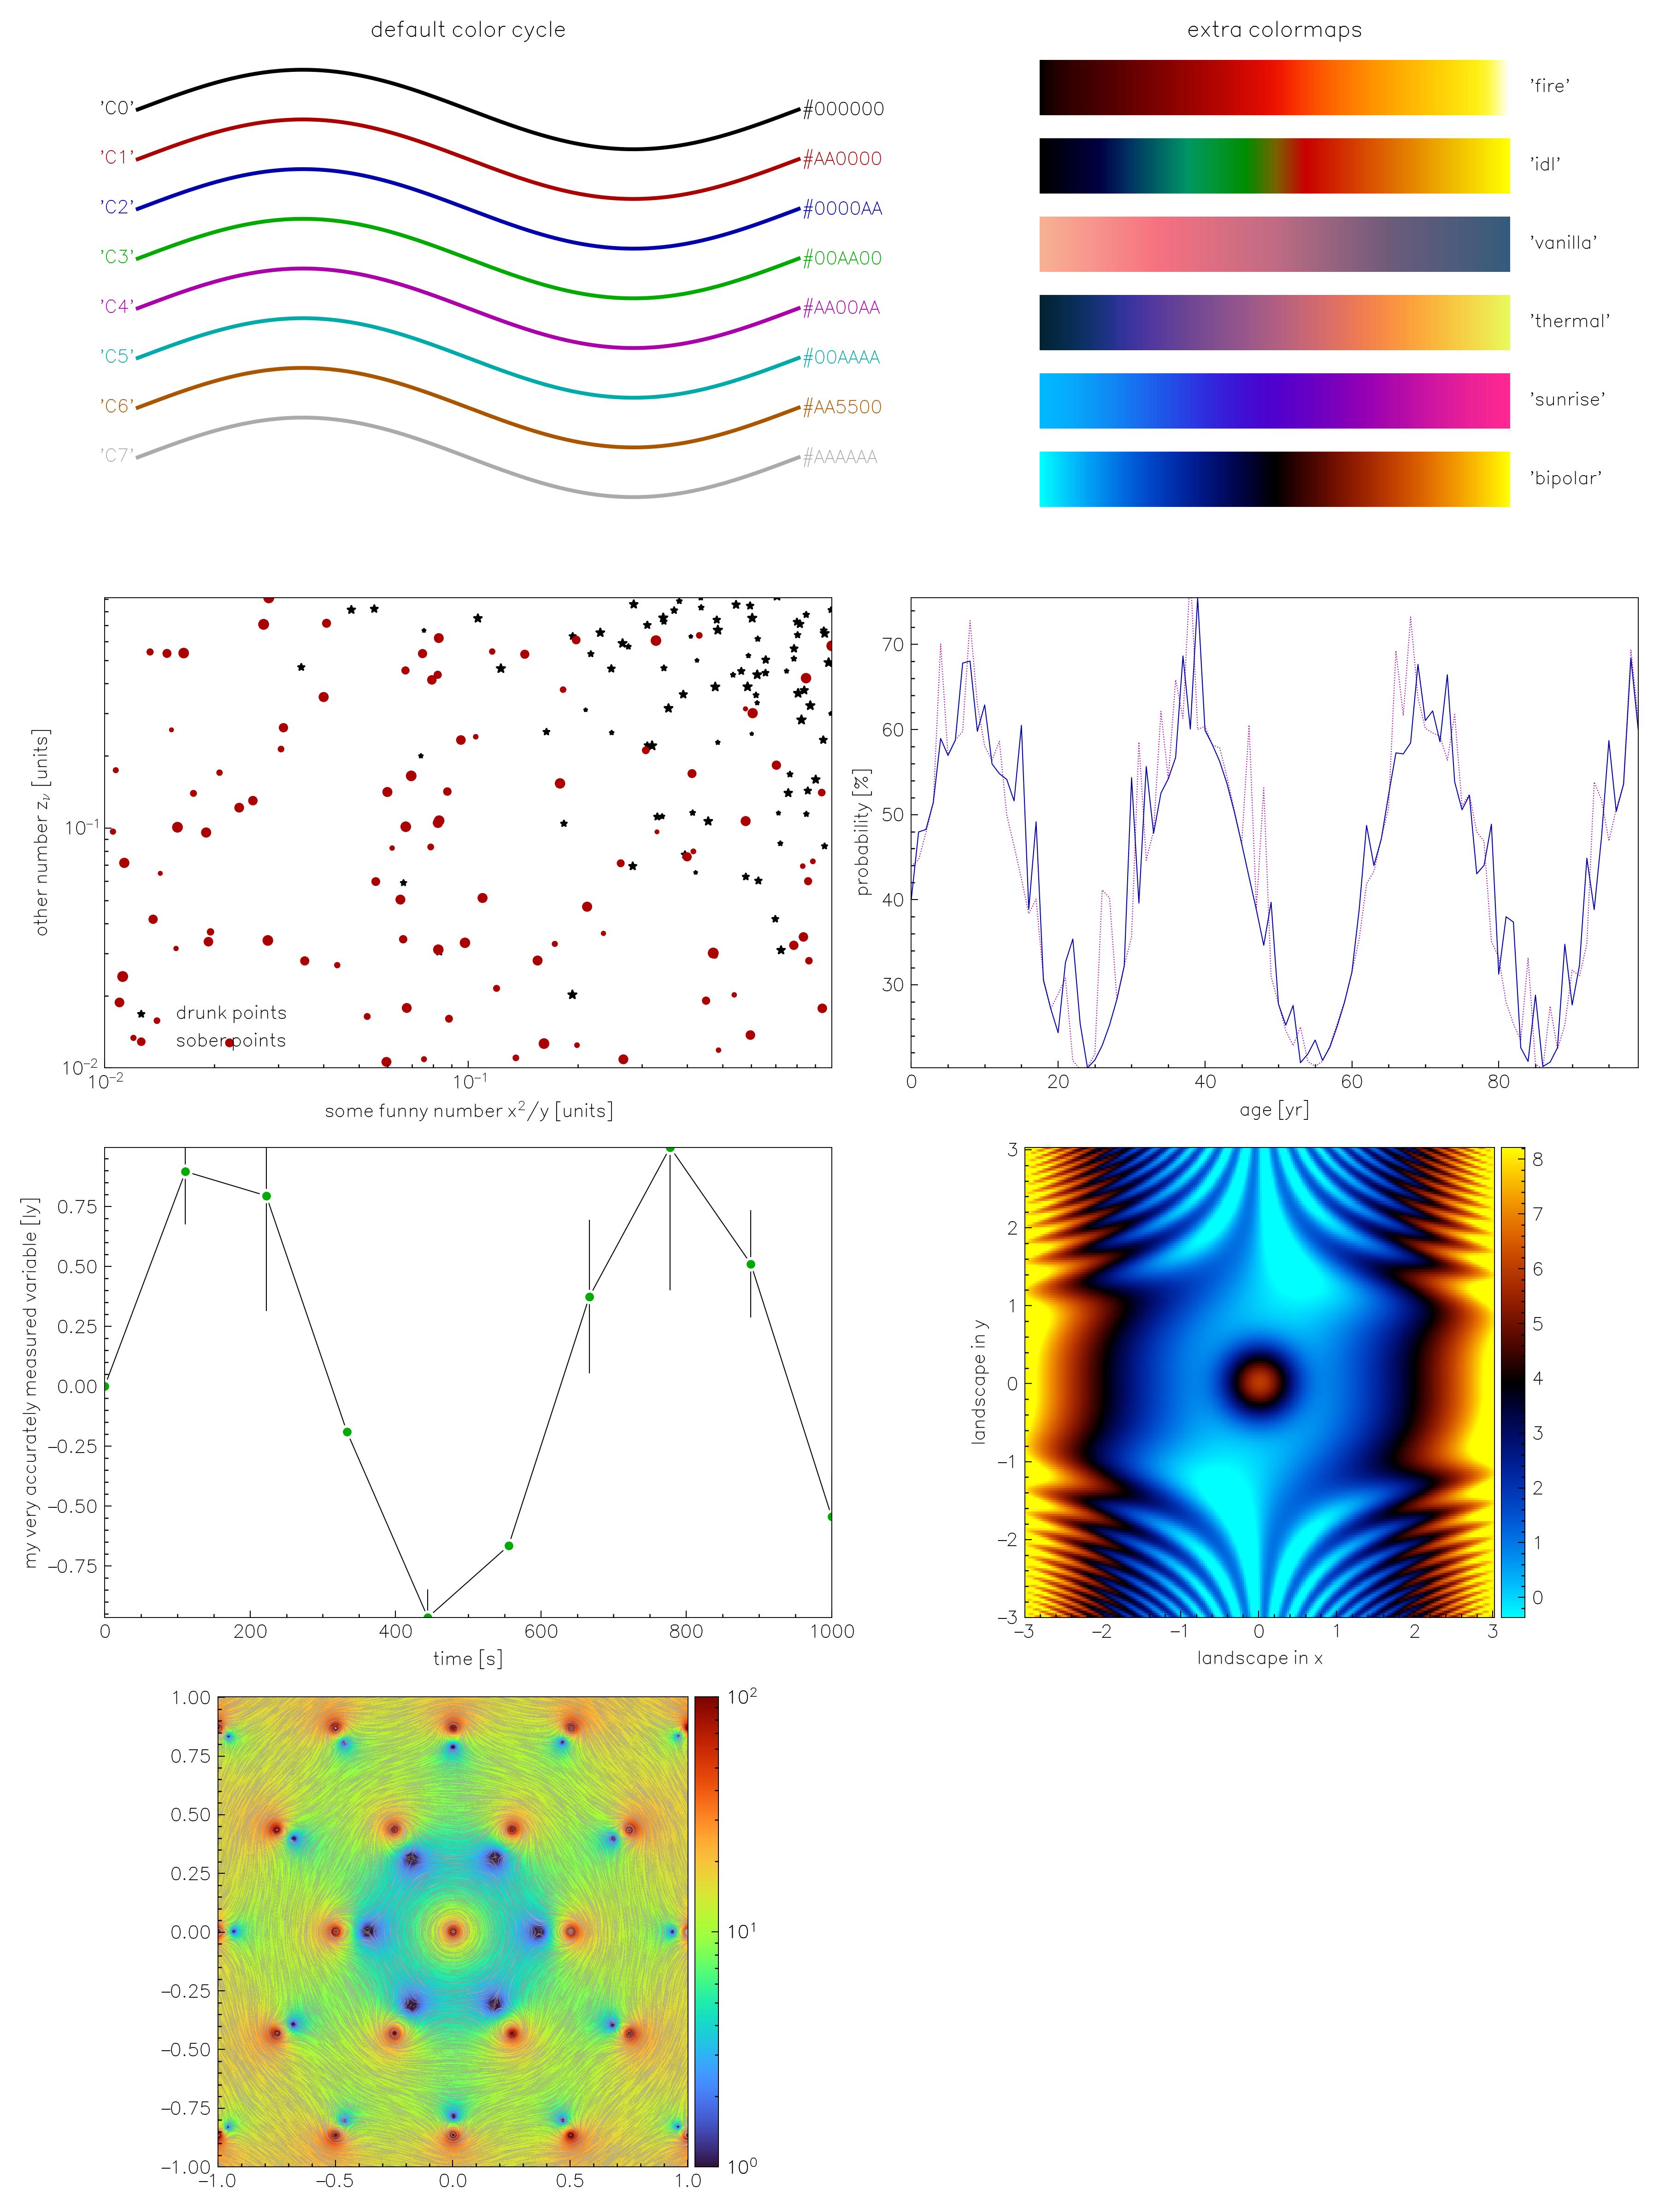 default color cycle
extra colormaps
'C0' #000000
'C1' #AA0000
'C2' #0000AA
'C3' #00AA00
'C4' #AA00AA
'C5' #00AAAA
'C6' #AA5500
'C7' #AAAAAA
'fire'
'idl'
'vanilla'
'thermal'
'sunrise'
'bipolar'
other number zν [units]
10⁻¹
10⁻²
drunk points
sober points
10⁻² 10⁻¹
some funny number x²/y [units]
probability [%]
70
60
50
40
30
0 20 40 60 80
age [yr]
my very accurately measured variable [ly]
0.75
0.50
0.25
0.00
−0.25
−0.50
−0.75
0 200 400 600 800 1000
time [s]
landscape in y
3
2
1
0
−1
−2
−3
−3 −2 −1 0 1 2 3
landscape in x
8
7
6
5
4
3
2
1
0
1.00
0.75
0.50
0.25
0.00
−0.25
−0.50
−0.75
−1.00
−1.0 −0.5 0.0 0.5 1.0
10²
10¹
10⁰